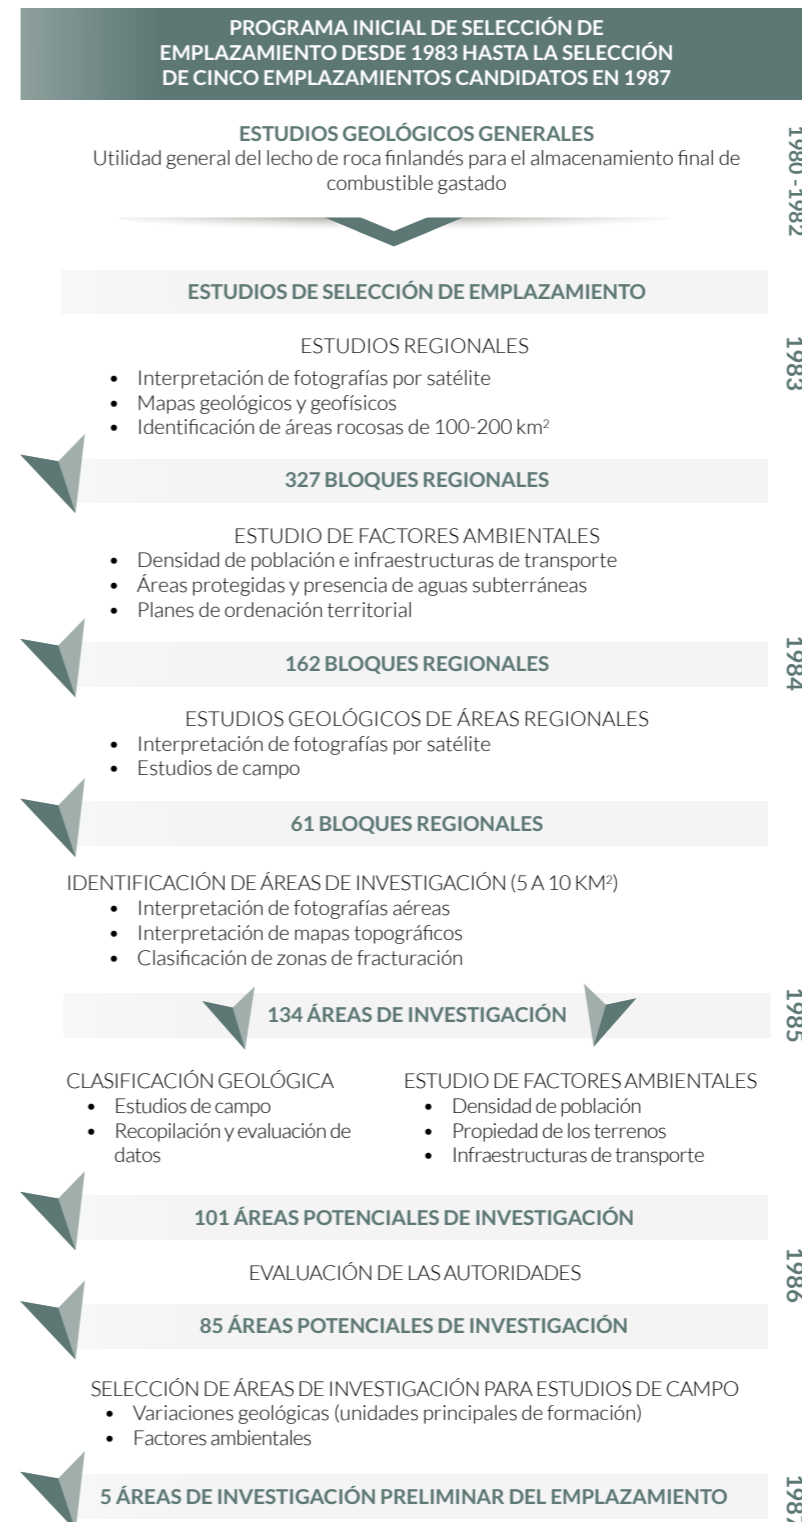 PROGRAMA INICIAL DE SELECCIÓN DE
EMPLAZAMIENTO DESDE 1983 HASTA LA SELECCIÓN
DE CINCO EMPLAZAMIENTOS CANDIDATOS EN 1987
ESTUDIOS GEOLÓGICOS GENERALES
Utilidad general del lecho de roca finlandés para el almacenamiento final de
combustible gastado
1980 - 1982
ESTUDIOS DE SELECCIÓN DE EMPLAZAMIENTO
ESTUDIOS REGIONALES
1983
• Interpretación de fotografías por satélite
• Mapas geológicos y geofísicos
• Identificación de áreas rocosas de 100-200 km²
327 BLOQUES REGIONALES
ESTUDIO DE FACTORES AMBIENTALES
• Densidad de población e infraestructuras de transporte
• Áreas protegidas y presencia de aguas subterráneas
• Planes de ordenación territorial
162 BLOQUES REGIONALES
1984
ESTUDIOS GEOLÓGICOS DE ÁREAS REGIONALES
• Interpretación de fotografías por satélite
• Estudios de campo
61 BLOQUES REGIONALES
IDENTIFICACIÓN DE ÁREAS DE INVESTIGACIÓN (5 A 10 KM²)
• Interpretación de fotografías aéreas
• Interpretación de mapas topográficos
• Clasificación de zonas de fracturación
134 ÁREAS DE INVESTIGACIÓN
1985
CLASIFICACIÓN GEOLÓGICA
• Estudios de campo
• Recopilación y evaluación de
datos
ESTUDIO DE FACTORES AMBIENTALES
• Densidad de población
• Propiedad de los terrenos
• Infraestructuras de transporte
101 ÁREAS POTENCIALES DE INVESTIGACIÓN
EVALUACIÓN DE LAS AUTORIDADES
1986
85 ÁREAS POTENCIALES DE INVESTIGACIÓN
SELECCIÓN DE ÁREAS DE INVESTIGACIÓN PARA ESTUDIOS DE CAMPO
• Variaciones geológicas (unidades principales de formación)
• Factores ambientales
5 ÁREAS DE INVESTIGACIÓN PRELIMINAR DEL EMPLAZAMIENTO
1987